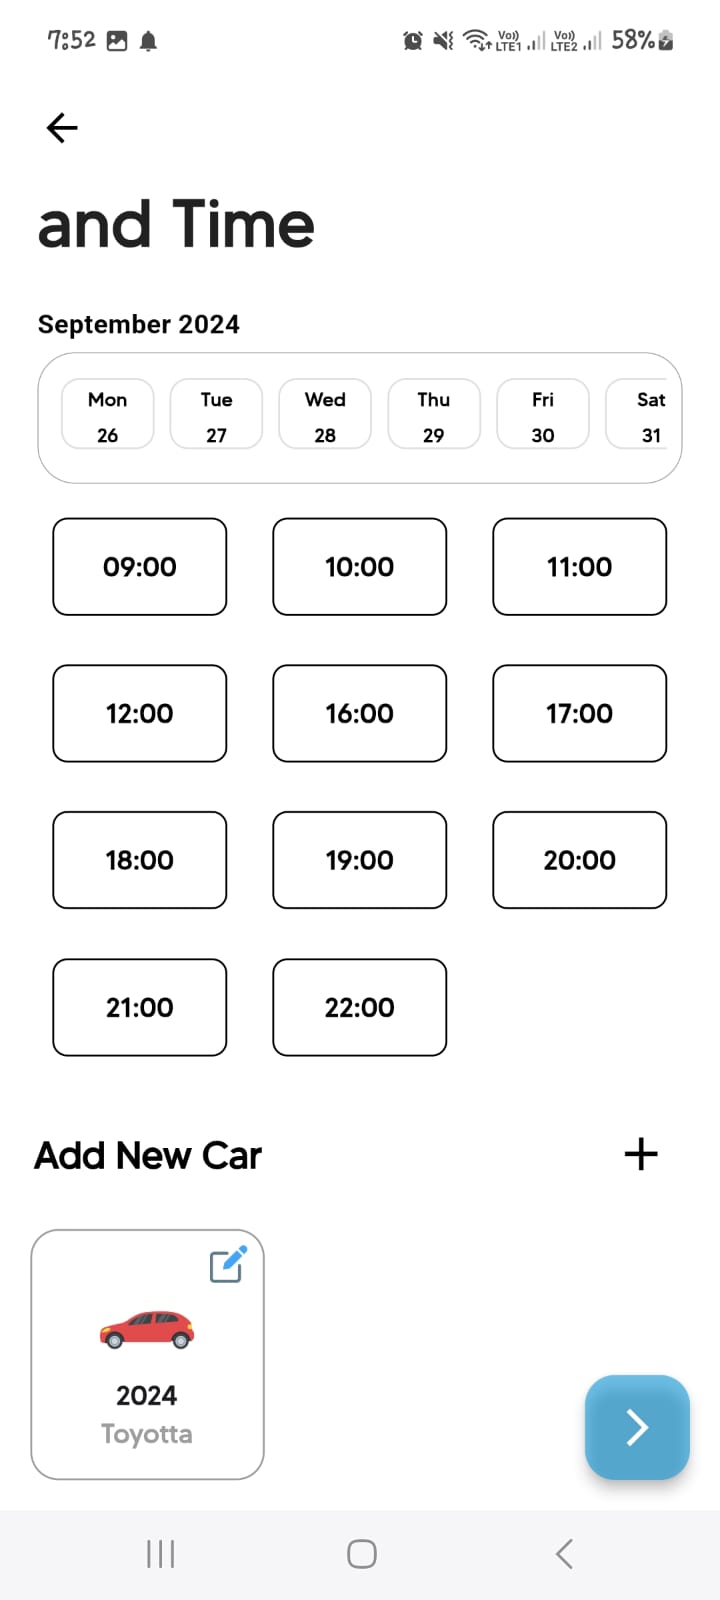 7:52 Vo)) LTE1 Vo)) LTE2 58%
and Time
September 2024
Mon Tue Wed Thu Fri Sat
26 27 28 29 30 31
09:00 10:00 11:00
12:00 16:00 17:00
18:00 19:00 20:00
21:00 22:00
Add New Car +
2024
Toyotta